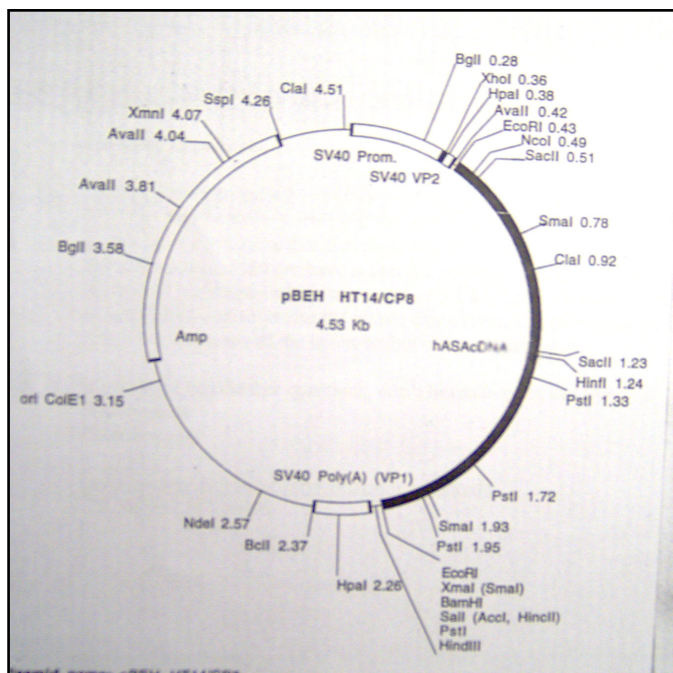 BglI 0.28
XhoI 0.36
HpaI 0.38
AvaII 0.42
EcoRI 0.43
NcoI 0.49
SacII 0.51
SmaI 0.78
ClaI 0.92
SacII 1.23
HinfI 1.24
PstI 1.33
PstI 1.72
SmaI 1.93
PstI 1.95
EcoRI
XmaI (SmaI)
BamHI
SalI (AccI, HincII)
PstI
HindIII
HpaI 2.26
BclI 2.37
NdeI 2.57
ori ColE1 3.15
BglI 3.58
AvaII 3.81
AvaII 4.04
XmnI 4.07
SspI 4.26
ClaI 4.51
SV40 Prom.
SV40 VP2
pBEH HT14/CP8
4.53 Kb
Amp
hASAcDNA
SV40 Poly(A) (VP1)